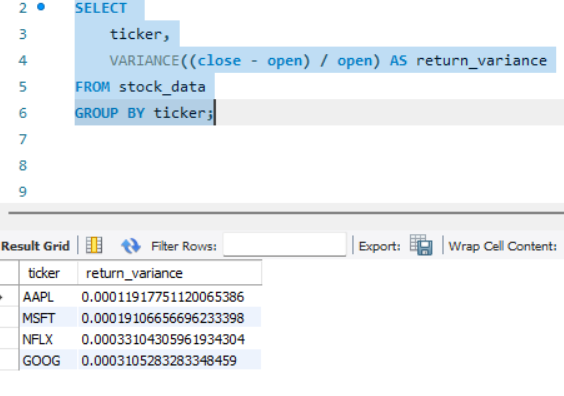 2 SELECT
3 ticker,
4 VARIANCE((close - open) / open) AS return_variance
5 FROM stock_data
6 GROUP BY ticker;
7
8
9
Result Grid Filter Rows: Export: Wrap Cell Content:
ticker return_variance
AAPL 0.00011917751120065386
MSFT 0.00019106656696233398
NFLX 0.00033104305961934304
GOOG 0.0003105283283348459